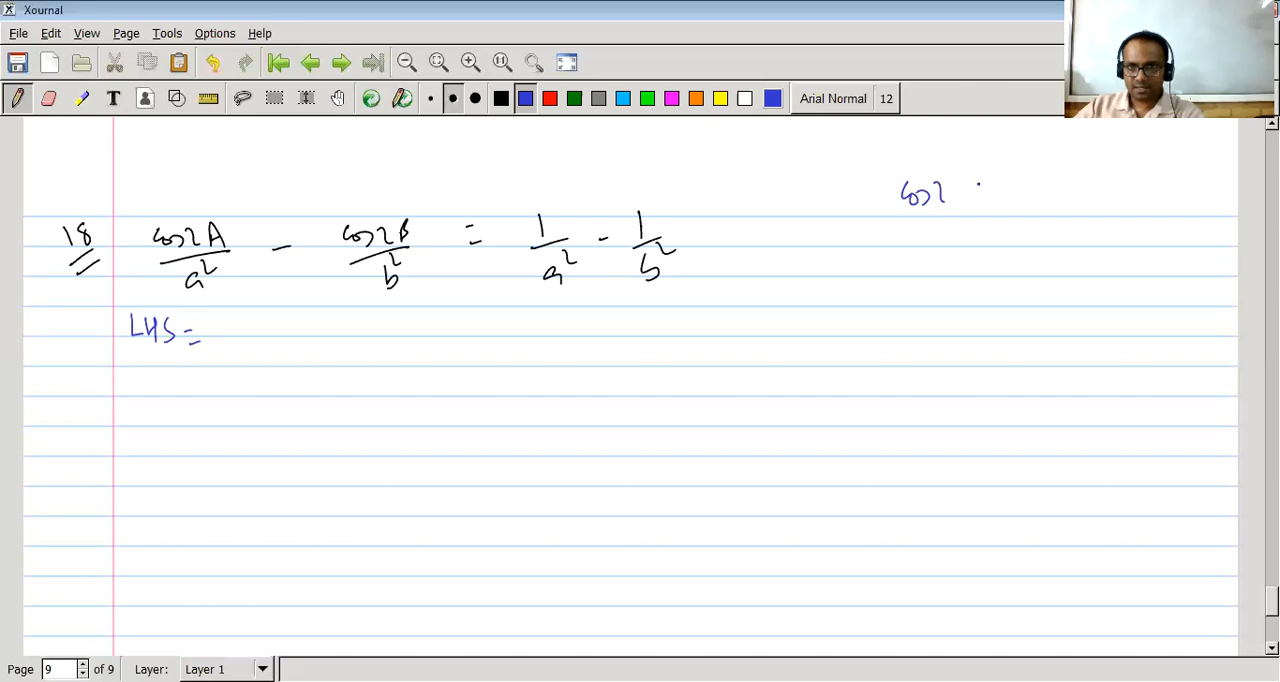 Xournal
File Edit View Page Tools Options Help
Arial Normal 12
cos2
18 cos2A/a² - cos2B/b² = 1/a² - 1/b²
LHS =
Page 9 of 9 Layer: Layer 1